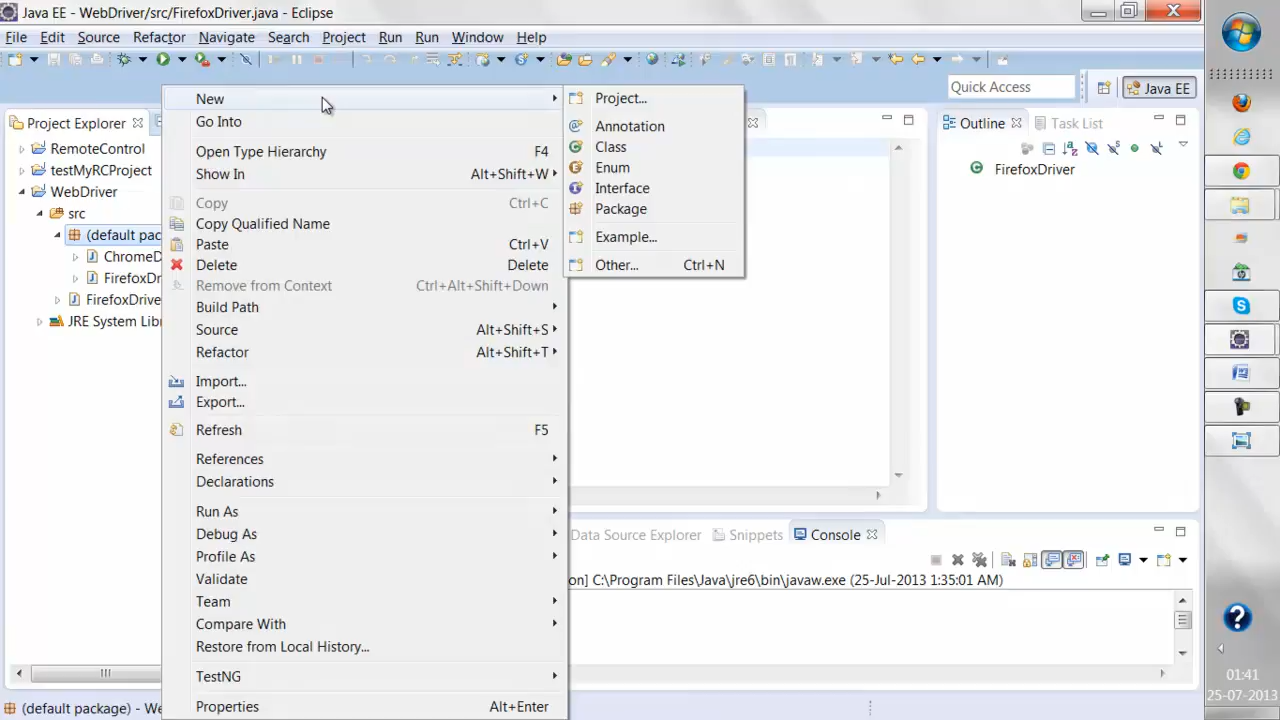 Java EE - WebDriver/src/FirefoxDriver.java - Eclipse
File Edit Source Refactor Navigate Search Project Run Run Window Help
Quick Access
Java EE
Project Explorer
RemoteControl
testMyRCProject
WebDriver
src
(default pac
ChromeD
FirefoxDr
FirefoxDrive
JRE System Lib
New
Go Into
Open Type Hierarchy F4
Show In Alt+Shift+W
Copy Ctrl+C
Copy Qualified Name
Paste Ctrl+V
Delete Delete
Remove from Context Ctrl+Alt+Shift+Down
Build Path
Source Alt+Shift+S
Refactor Alt+Shift+T
Import...
Export...
Refresh F5
References
Declarations
Run As
Debug As
Profile As
Validate
Team
Compare With
Restore from Local History...
TestNG
Properties Alt+Enter
Project...
Annotation
Class
Enum
Interface
Package
Example...
Other... Ctrl+N
Outline Task List
FirefoxDriver
Data Source Explorer Snippets Console
on] C:\Program Files\Java\jre6\bin\javaw.exe (25-Jul-2013 1:35:01 AM)
(default package) - We
01:41
25-07-2013